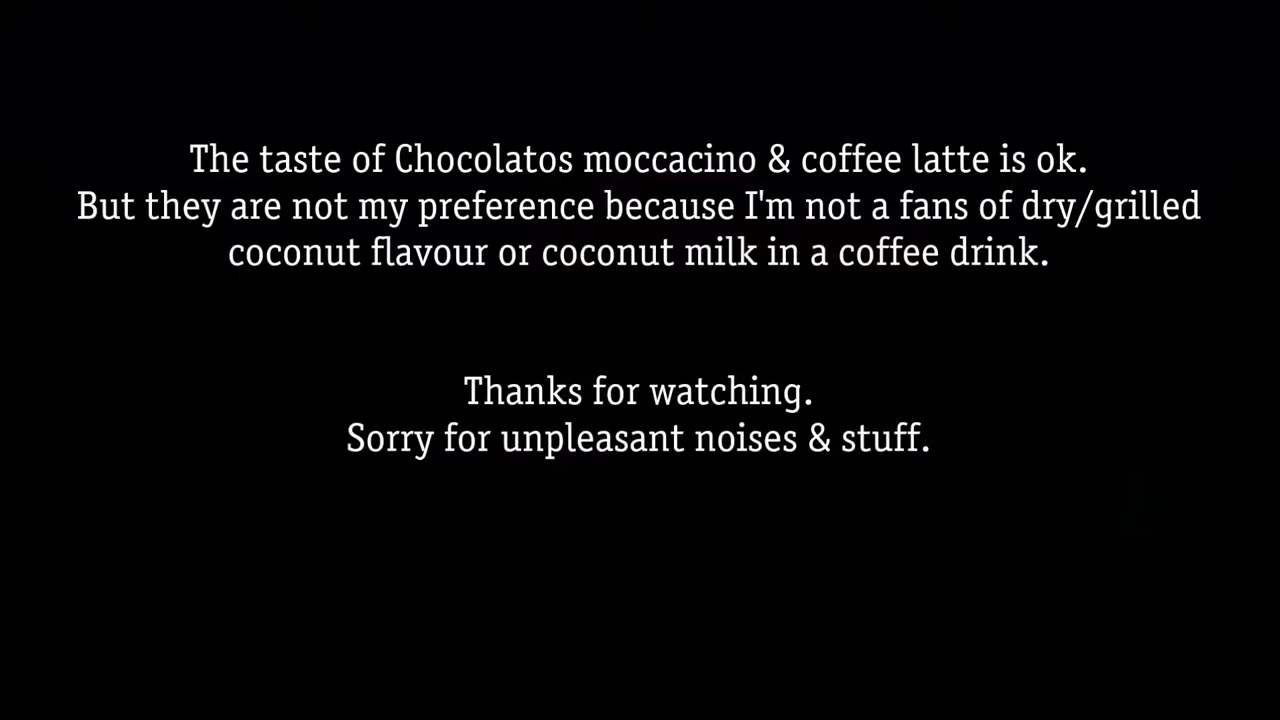 The taste of Chocolatos moccacino & coffee latte is ok.
But they are not my preference because I'm not a fans of dry/grilled
coconut flavour or coconut milk in a coffee drink.
Thanks for watching.
Sorry for unpleasant noises & stuff.